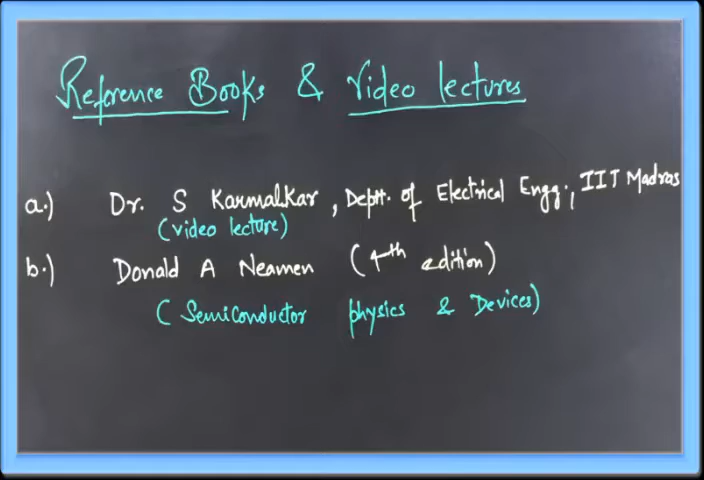 Reference Books & Video lectures
a.) Dr. S Karmalkar, Deptt. of Electrical Engg., IIT Madras
(video lecture)
b.) Donald A Neamen (4th edition)
(Semiconductor physics & Devices)